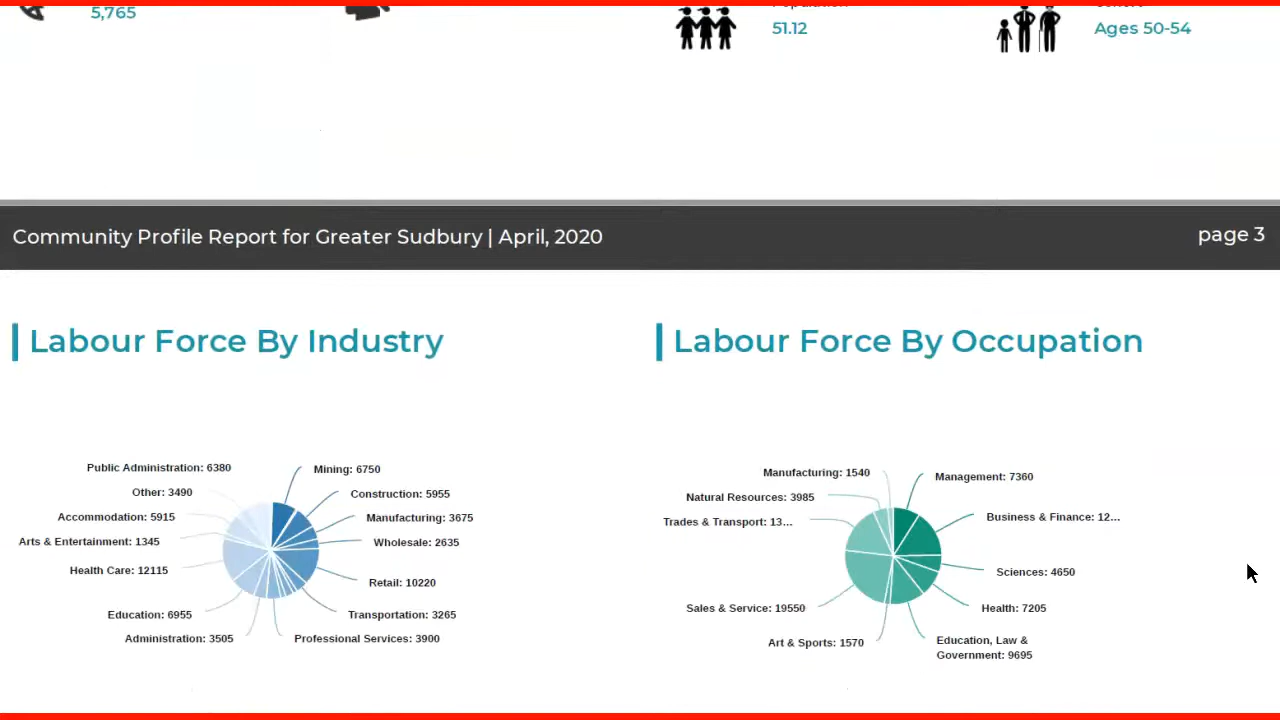 5,765
51.12
Ages 50-54
Community Profile Report for Greater Sudbury | April, 2020
page 3
Labour Force By Industry
Labour Force By Occupation
Public Administration: 6380
Mining: 6750
Other: 3490
Construction: 5955
Accommodation: 5915
Manufacturing: 3675
Arts & Entertainment: 1345
Wholesale: 2635
Health Care: 12115
Retail: 10220
Education: 6955
Transportation: 3265
Administration: 3505
Professional Services: 3900
Manufacturing: 1540
Management: 7360
Natural Resources: 3985
Trades & Transport: 13...
Business & Finance: 12...
Sciences: 4650
Sales & Service: 19550
Health: 7205
Art & Sports: 1570
Education, Law &
Government: 9695